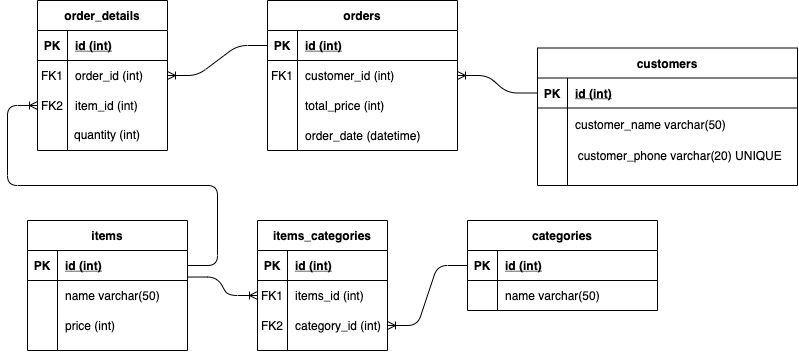 order_details
PK id (int)
FK1 order_id (int)
FK2 item_id (int)
quantity (int)
orders
PK id (int)
FK1 customer_id (int)
total_price (int)
order_date (datetime)
customers
PK id (int)
customer_name varchar(50)
customer_phone varchar(20) UNIQUE
items
PK id (int)
name varchar(50)
price (int)
items_categories
PK id (int)
FK1 items_id (int)
FK2 category_id (int)
categories
PK id (int)
name varchar(50)